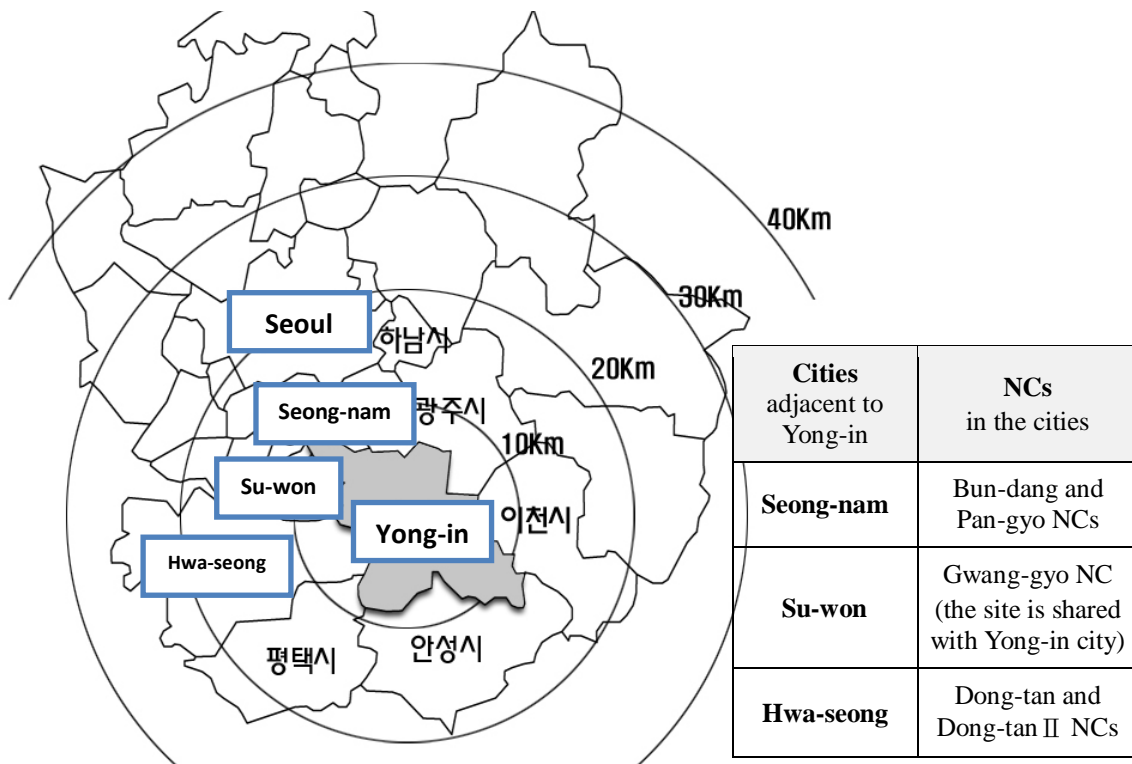 40Km
30Km
Seoul
하남시
20Km
Seong-nam
광주시
10Km
Su-won
Yong-in
이천시
Hwa-seong
평택시
안성시
Cities
adjacent to
Yong-in
NCs
in the cities
Seong-nam
Bun-dang and
Pan-gyo NCs
Su-won
Gwang-gyo NC
(the site is shared
with Yong-in city)
Hwa-seong
Dong-tan and
Dong-tanⅡ NCs